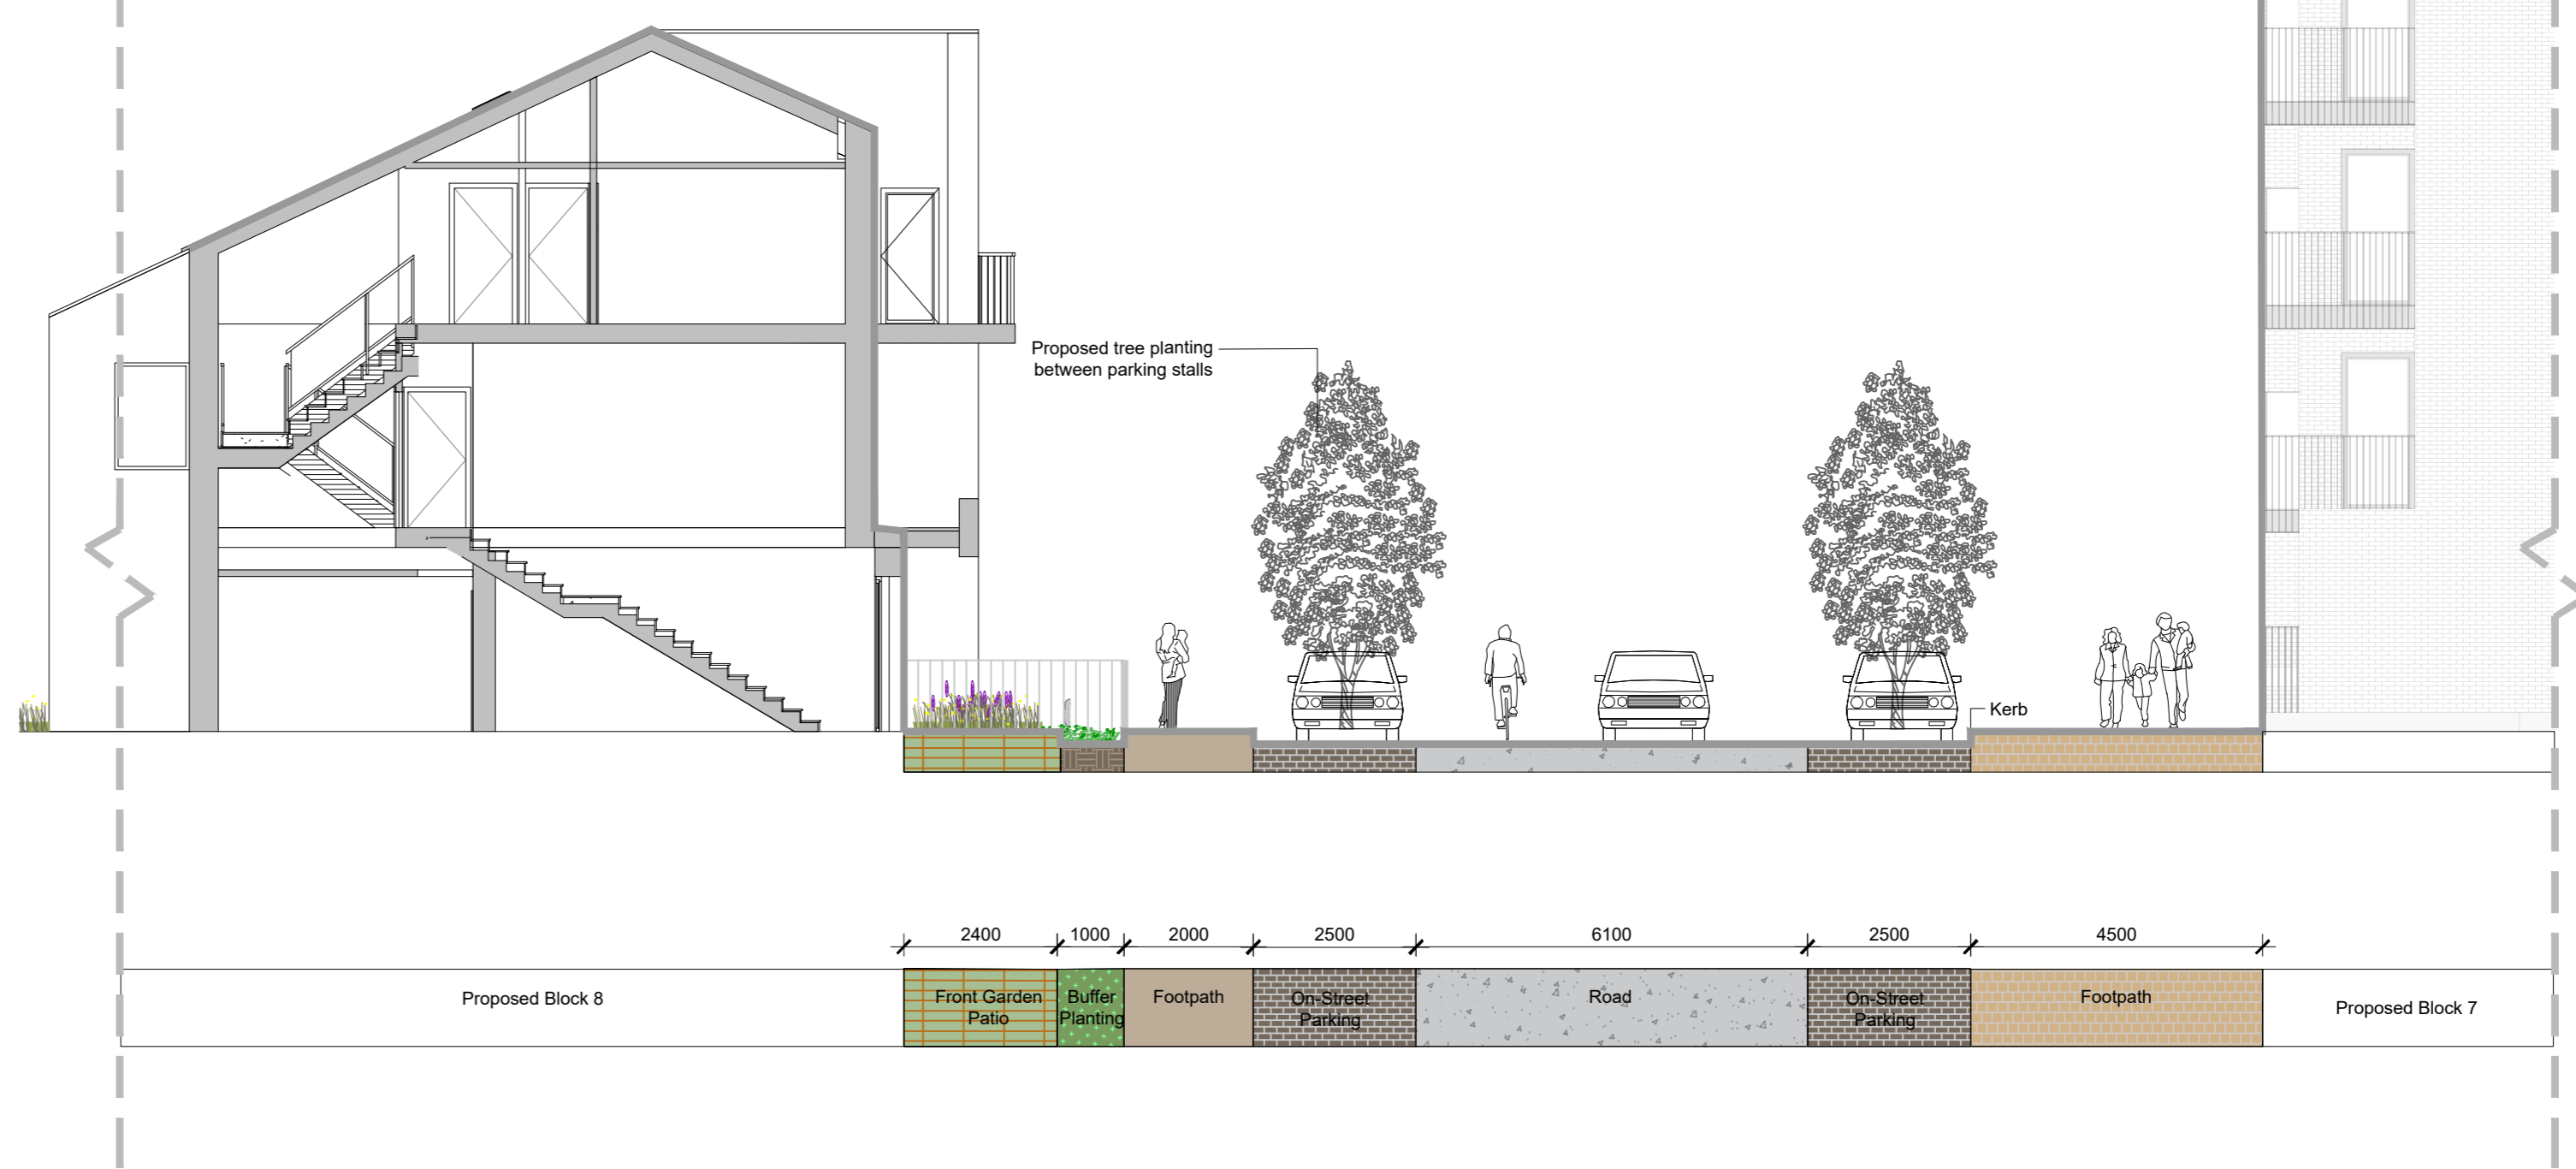 Proposed tree planting
between parking stalls
Kerb
2400
1000
2000
2500
6100
2500
4500
Proposed Block 8
Front Garden
Patio
Buffer
Planting
Footpath
On-Street
Parking
Road
On-Street
Parking
Footpath
Proposed Block 7